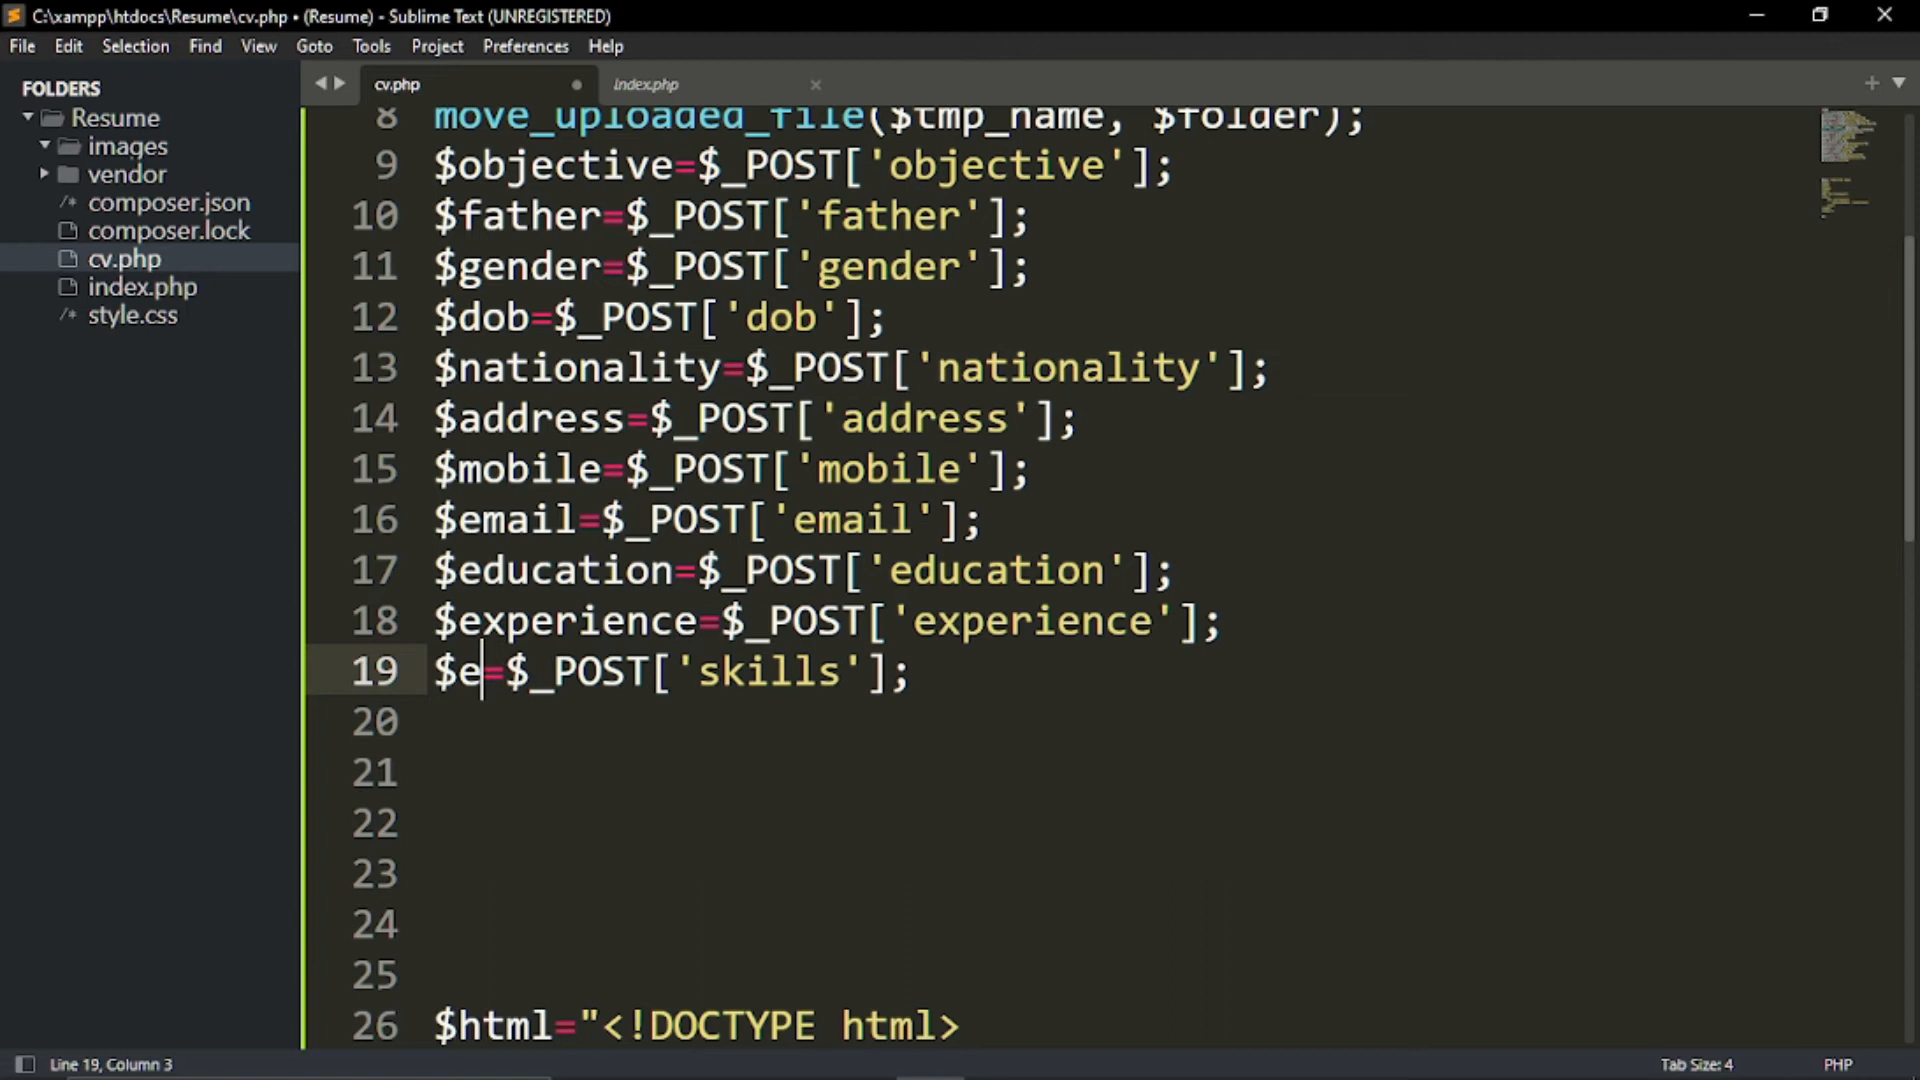 C:\xampp\htdocs\Resume\cv.php • (Resume) - Sublime Text (UNREGISTERED)
File Edit Selection Find View Goto Tools Project Preferences Help
FOLDERS
Resume
images
vendor
/* composer.json
composer.lock
cv.php
index.php
/* style.css
cv.php index.php
8 move_uploaded_file($tmp_name, $folder);
9 $objective=$_POST['objective'];
10 $father=$_POST['father'];
11 $gender=$_POST['gender'];
12 $dob=$_POST['dob'];
13 $nationality=$_POST['nationality'];
14 $address=$_POST['address'];
15 $mobile=$_POST['mobile'];
16 $email=$_POST['email'];
17 $education=$_POST['education'];
18 $experience=$_POST['experience'];
19 $e=$_POST['skills'];
20
21
22
23
24
25
26 $html="<!DOCTYPE html>
Line 19, Column 3 Tab Size: 4 PHP